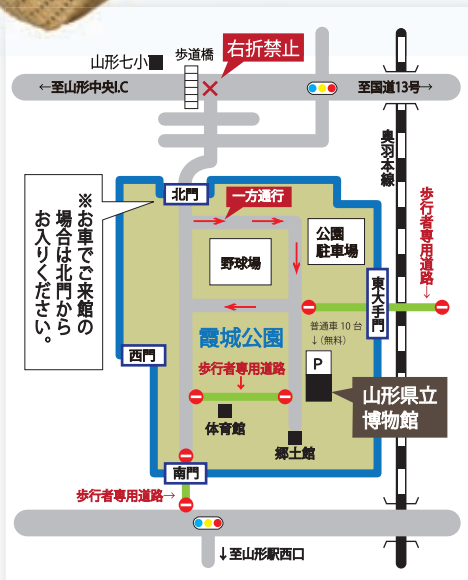 右折禁止
歩道橋
山形七小
←至山形中央I.C
至国道13号→
奥羽本線
北門
一方通行
歩行者専用道路→
※お車でご来館の
場合は北門から
お入りください。
公園
駐車場
野球場
東大手門
普通車10台
↓(無料)
霞城公園
西門
歩行者専用道路
↓
P
山形県立
博物館
体育館
郷土館
南門
歩行者専用道路→
↓至山形駅西口